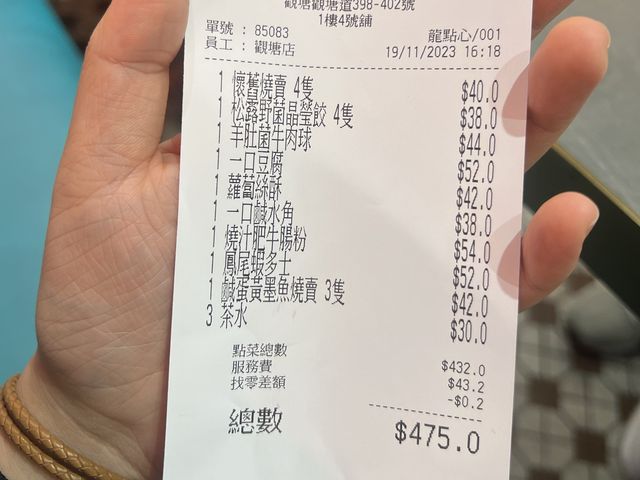 觀塘觀塘道398-402號
1樓4號舖
單號 : 85083 龍點心/001
員工 : 觀塘店 19/11/2023 16:18
1 懷舊燒賣 4隻 $40.0
1 松露野菌晶瑩餃 4隻 $38.0
1 羊肚菌牛肉球 $44.0
1 一口豆腐 $52.0
1 蘿蔔絲酥 $42.0
1 一口鹹水角 $38.0
1 燒汁肥牛腸粉 $54.0
1 鳳尾蝦多士 $52.0
1 鹹蛋黃墨魚燒賣 3隻 $42.0
3 茶水 $30.0
點菜總數 $432.0
服務費 $43.2
找零差額 -$0.2
總數 $475.0